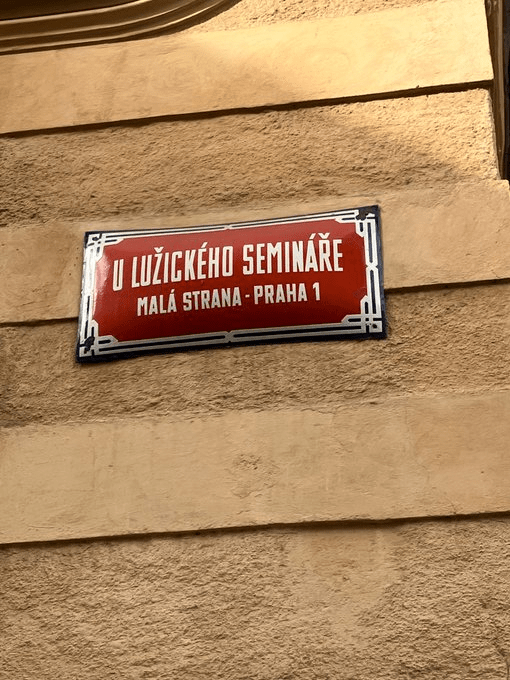 U LUŽICKÉHO SEMINÁŘE
MALÁ STRANA - PRAHA 1